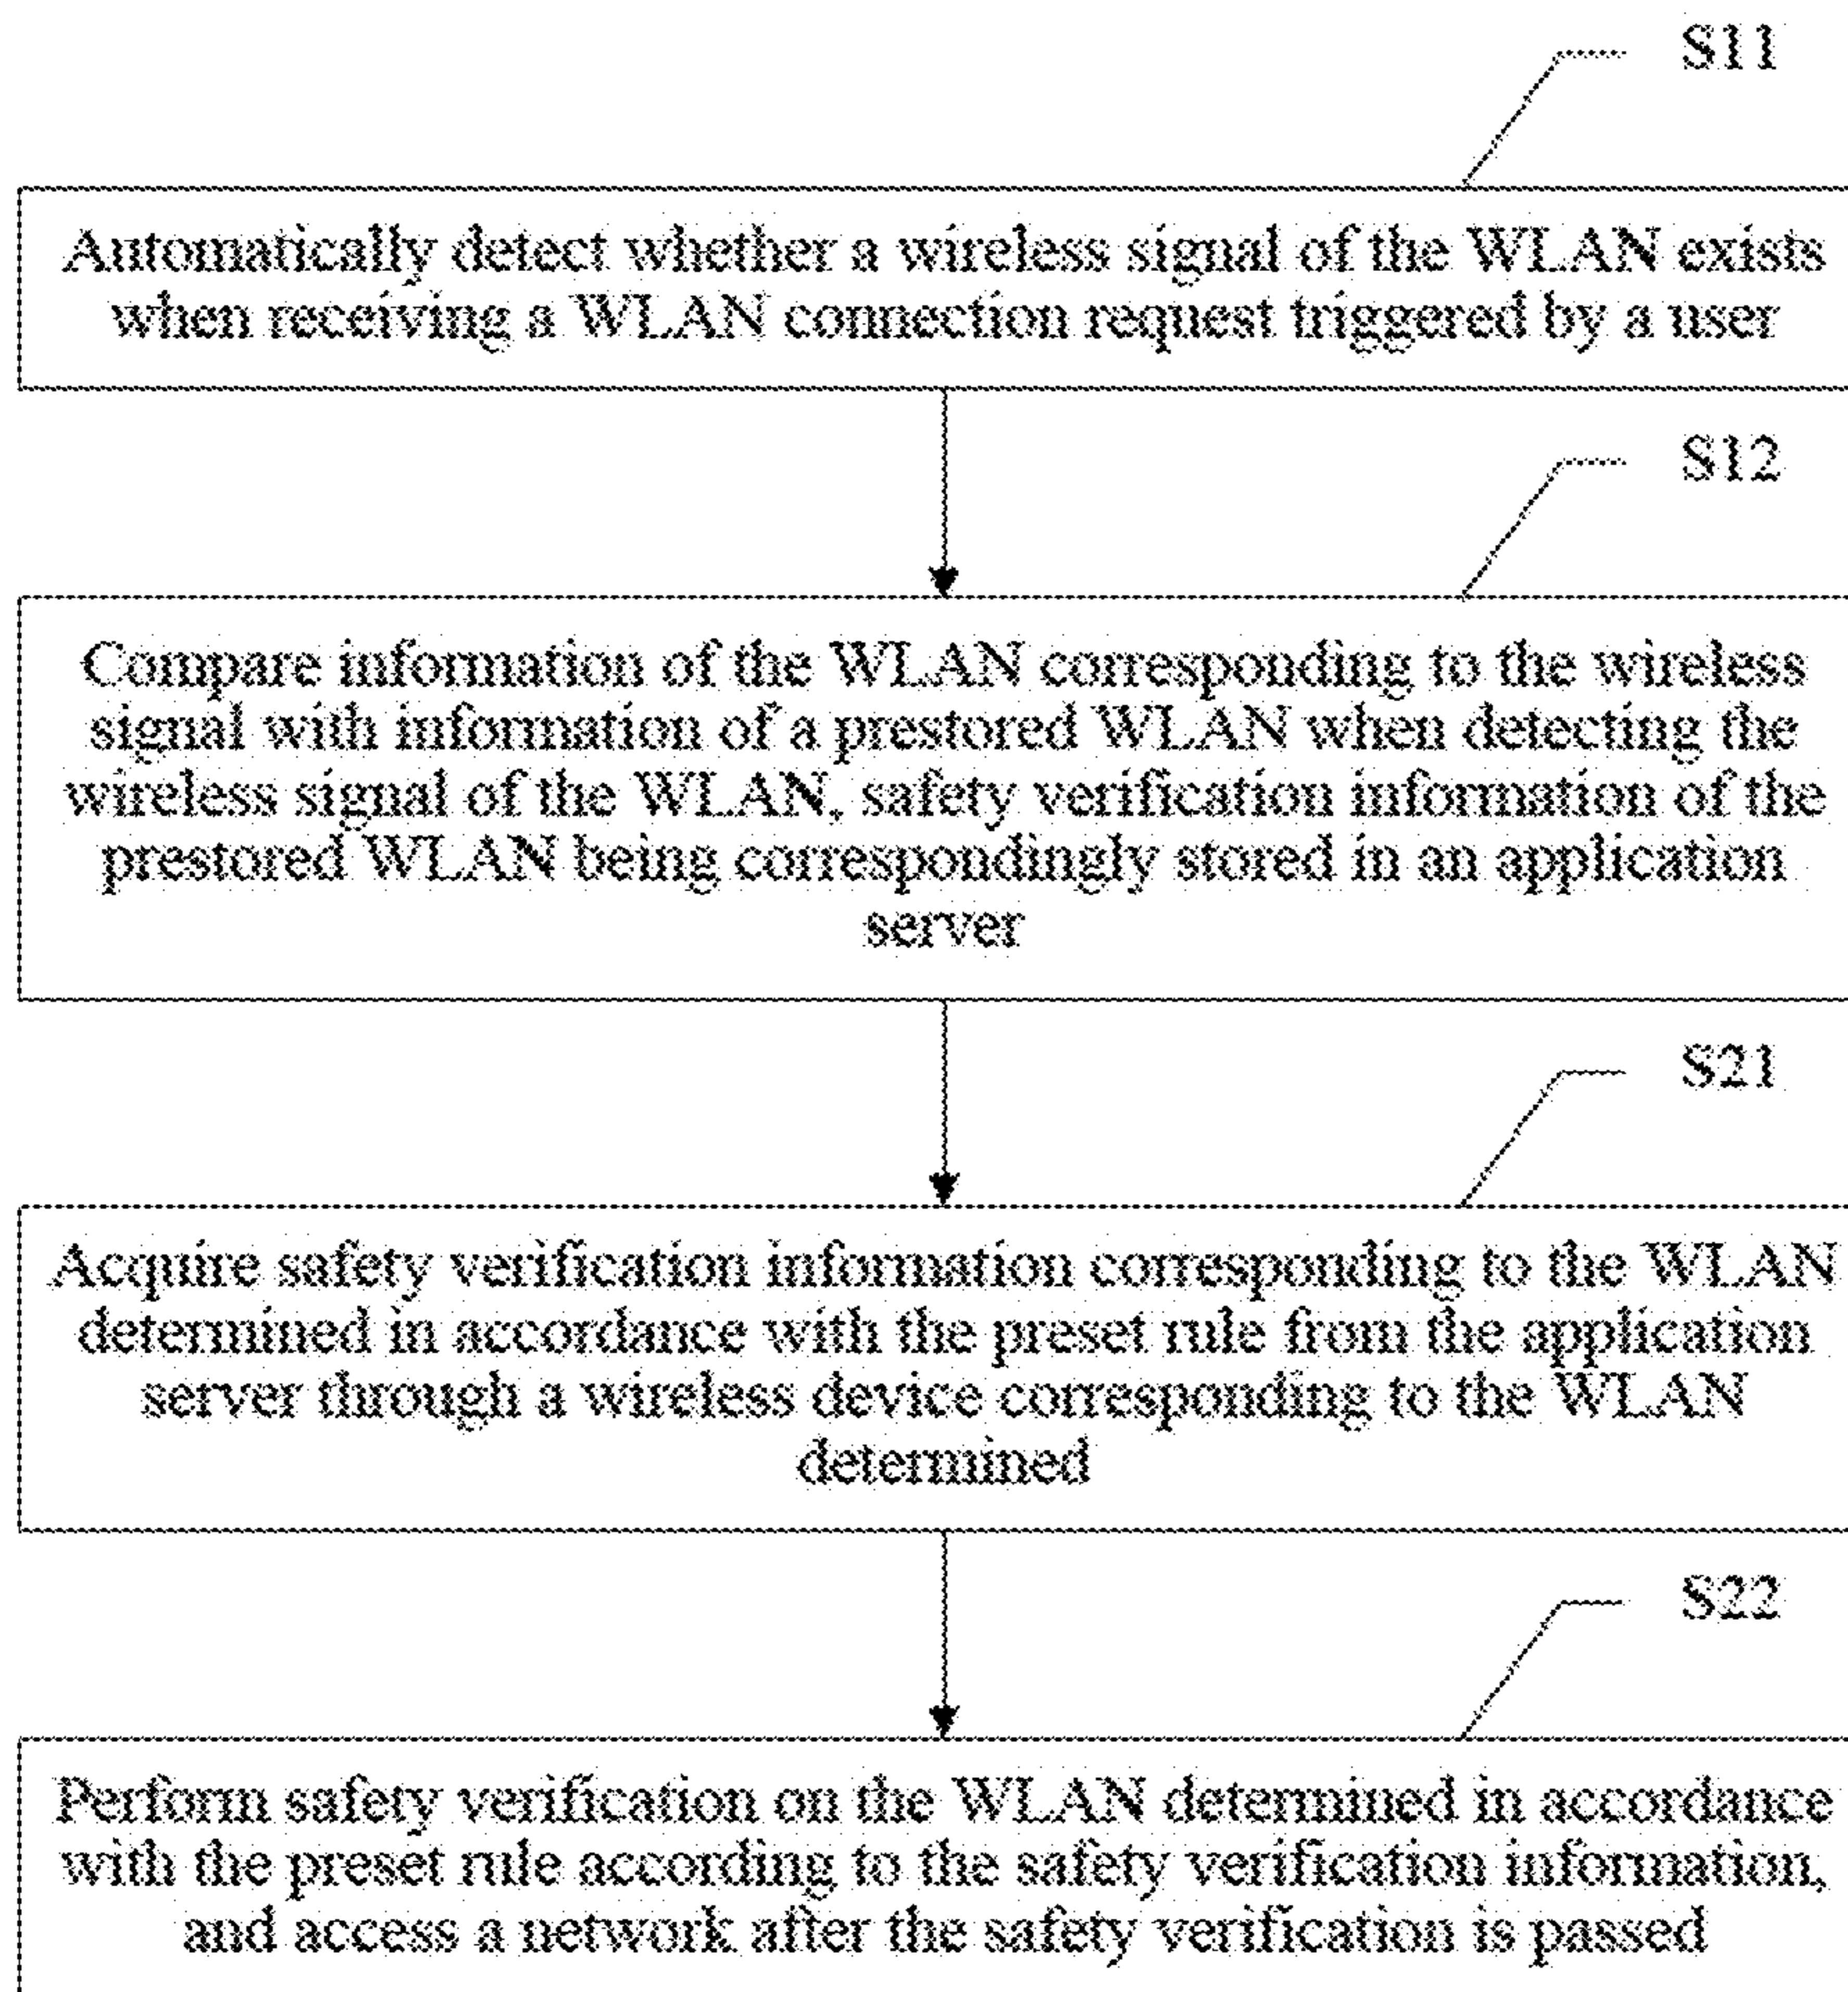 S11
Automatically detect whether a wireless signal of the WLAN exists
when receiving a WLAN connection request triggered by a user
S12
Compare information of the WLAN corresponding to the wireless
signal with information of a prestored WLAN when detecting the
wireless signal of the WLAN, safety verification information of the
prestored WLAN being correspondingly stored in an application
server
S21
Acquire safety verification information corresponding to the WLAN
determined in accordance with the preset rule from the application
server through a wireless device corresponding to the WLAN
determined
S22
Perform safety verification on the WLAN determined in accordance
with the preset rule according to the safety verification information,
and access a network after the safety verification is passed